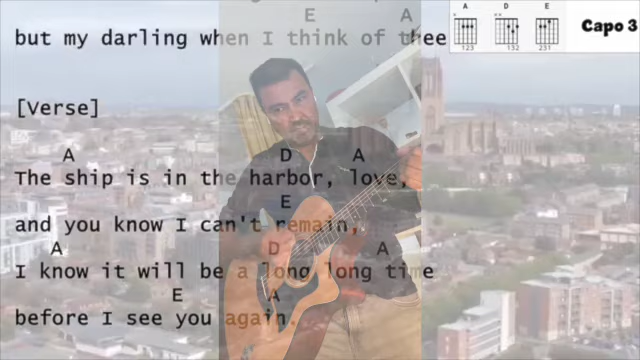 E A
but my darling when I think of thee
A D E
× ×× 
123 132 231
Capo 3
[Verse]
A D A
The ship is in the harbor, love,
E
and you know I can't remain,
A D A
I know it will be a long long time
E A
before I see you again.